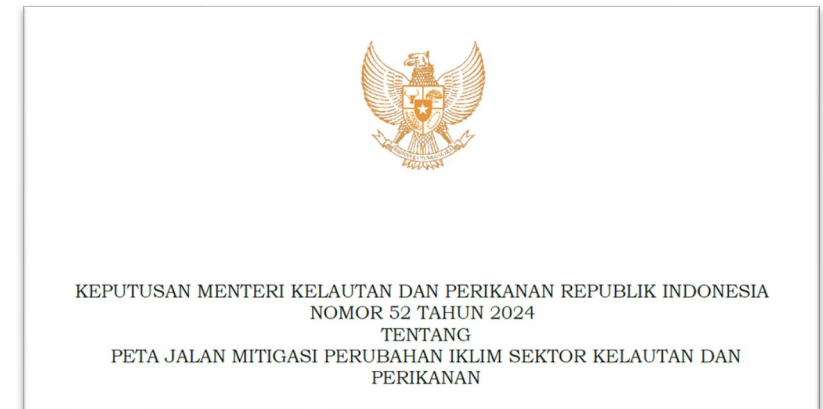 KEPUTUSAN MENTERI KELAUTAN DAN PERIKANAN REPUBLIK INDONESIA
NOMOR 52 TAHUN 2024
TENTANG
PETA JALAN MITIGASI PERUBAHAN IKLIM SEKTOR KELAUTAN DAN
PERIKANAN